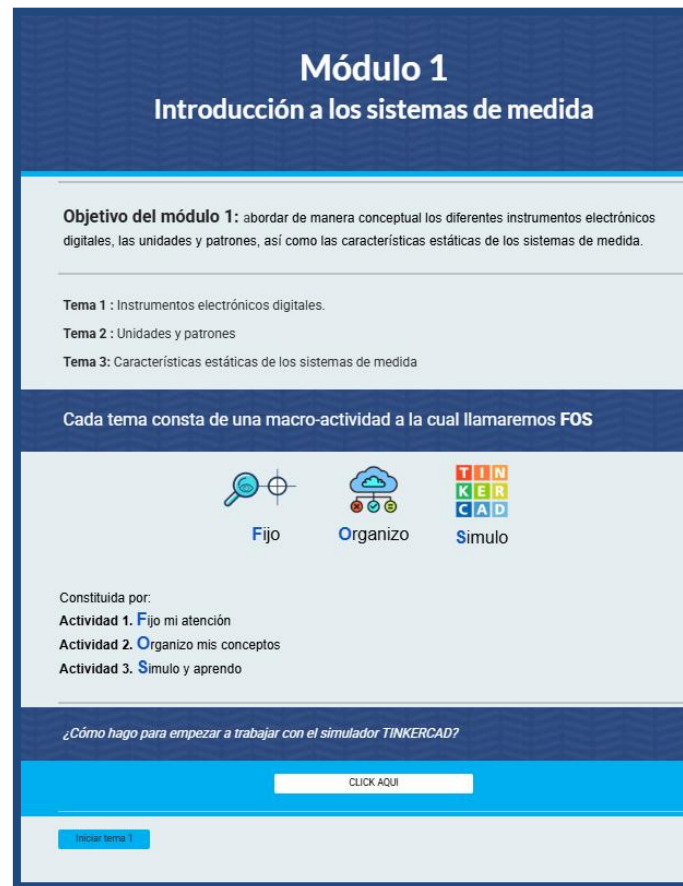 Módulo 1
Introducción a los sistemas de medida
Objetivo del módulo 1: abordar de manera conceptual los diferentes instrumentos electrónicos
digitales, las unidades y patrones, así como las características estáticas de los sistemas de medida.
Tema 1 : Instrumentos electrónicos digitales.
Tema 2 : Unidades y patrones
Tema 3: Características estáticas de los sistemas de medida
Cada tema consta de una macro-actividad a la cual llamaremos FOS
TIN
KER
CAD
Fijo
Organizo
Simulo
Constituida por:
Actividad 1. Fijo mi atención
Actividad 2. Organizo mis conceptos
Actividad 3. Simulo y aprendo
¿Cómo hago para empezar a trabajar con el simulador TINKERCAD?
CLICK AQUI
Iniciar tema 1